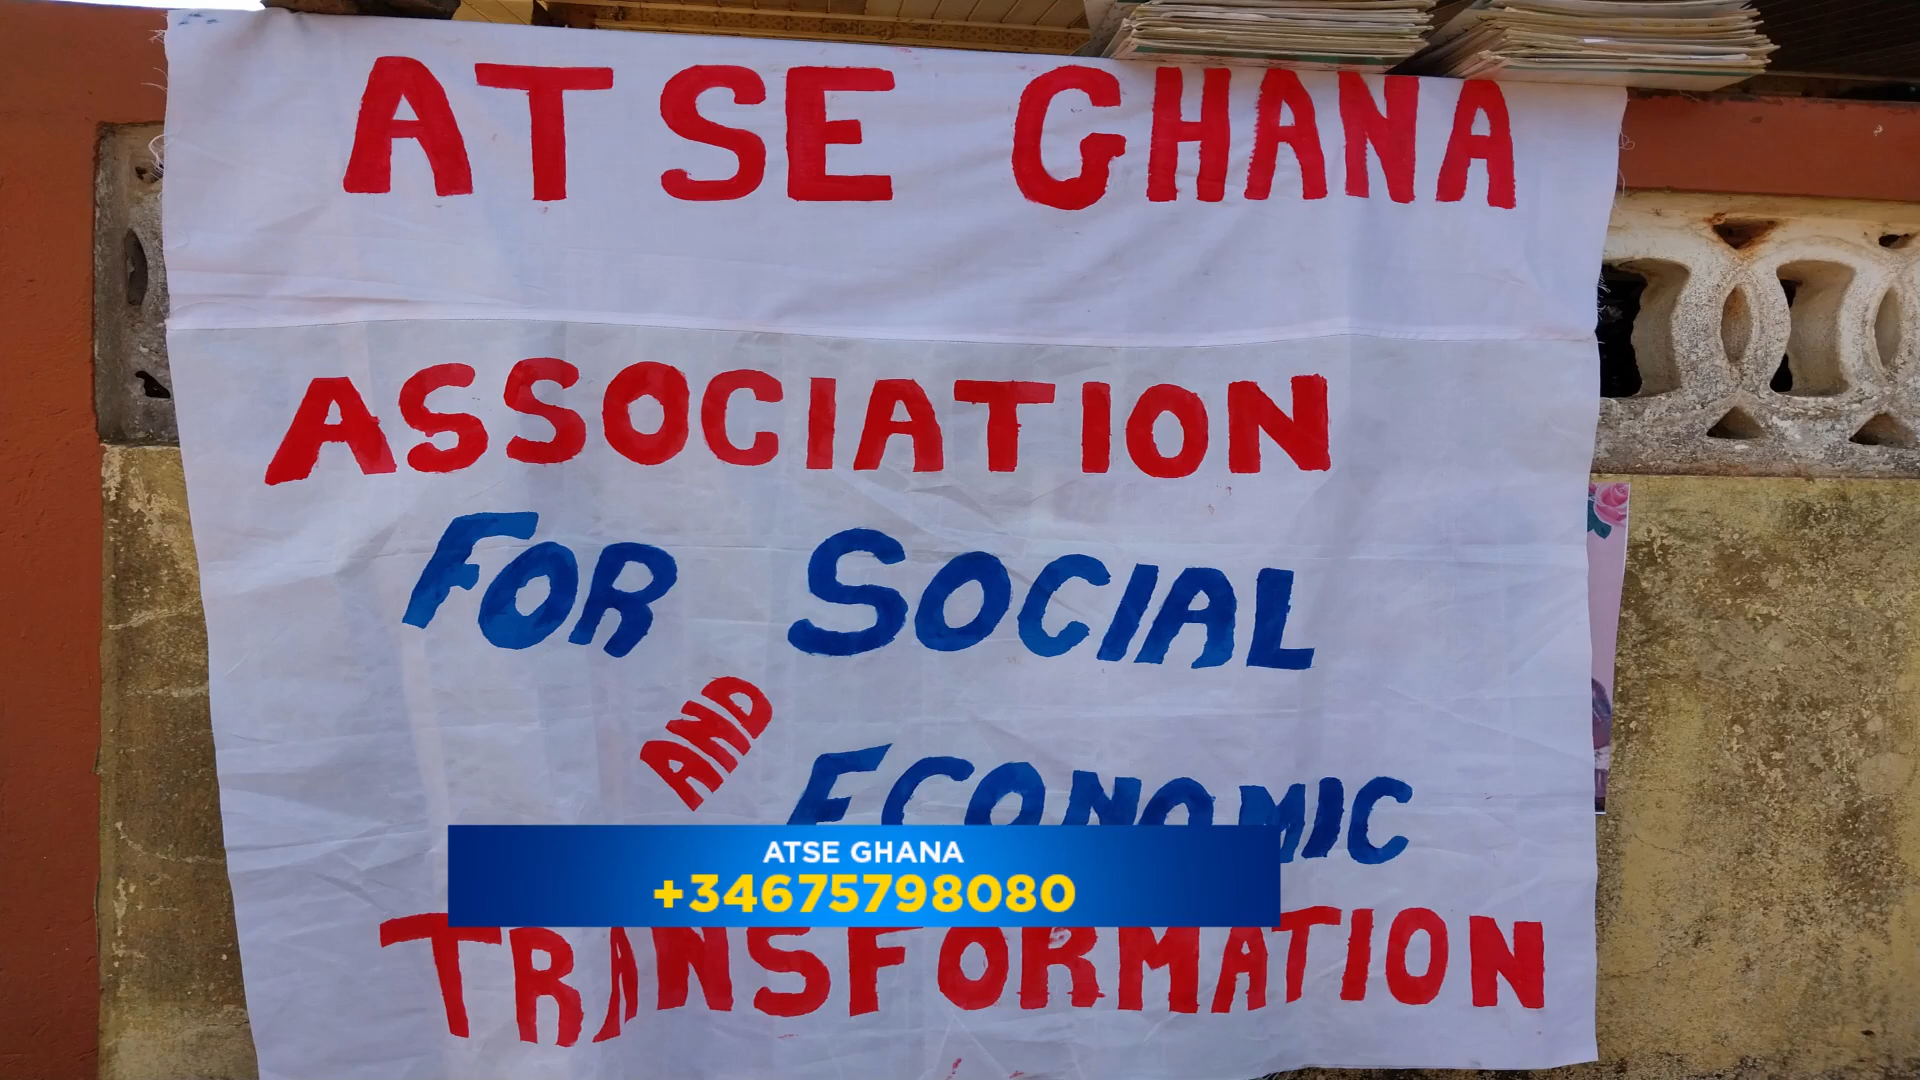 ATSE GHANA
ASSOCIATION
FOR SOCIAL
AND
ECONOMIC
ATSE GHANA
+34675798080
TRANSFORMATION